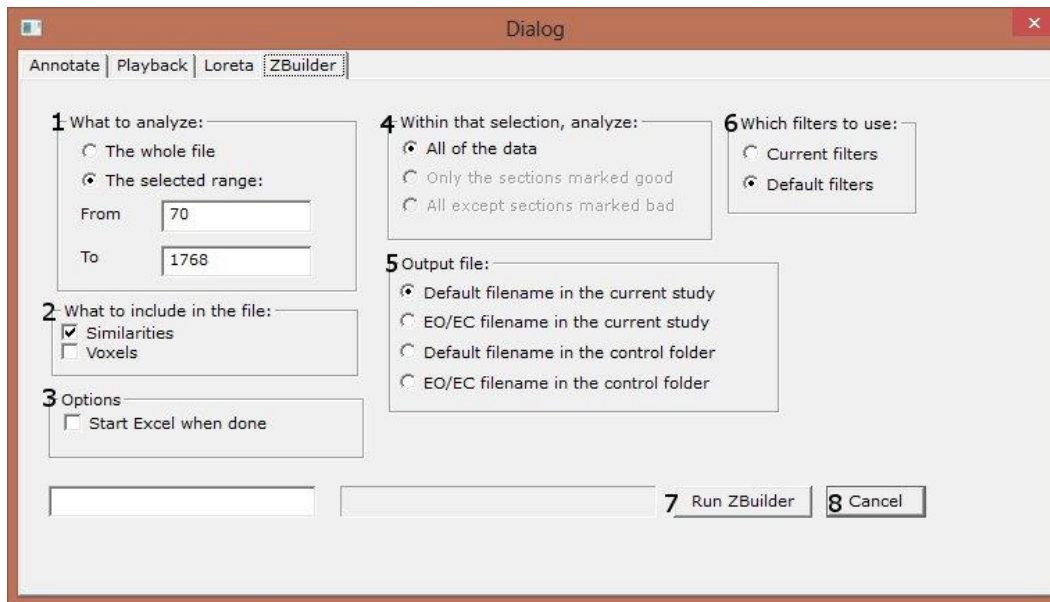 Dialog
Annotate Playback Loreta ZBuilder
1 What to analyze:
The whole file
The selected range:
From 70
To 1768
2 What to include in the file:
Similarities
Voxels
3 Options
Start Excel when done
4 Within that selection, analyze:
All of the data
Only the sections marked good
All except sections marked bad
5 Output file:
Default filename in the current study
EO/EC filename in the current study
Default filename in the control folder
EO/EC filename in the control folder
6 Which filters to use:
Current filters
Default filters
7 Run ZBuilder
8 Cancel